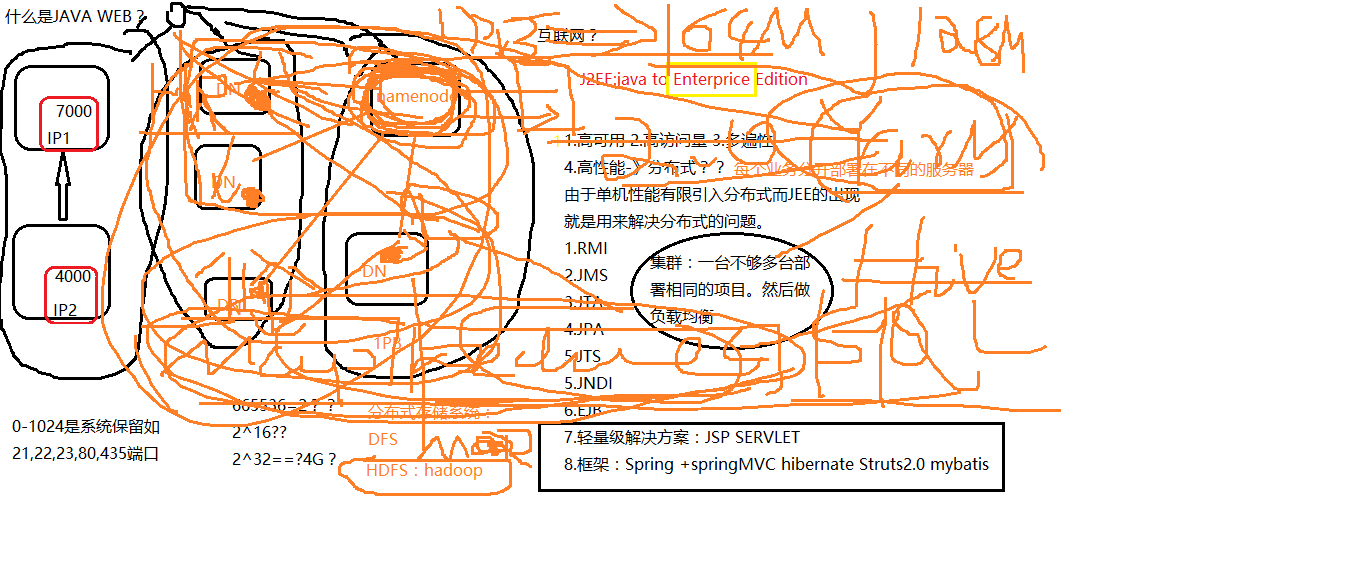 什么是JAVA WEB？
7000
IP1
4000
IP2
0-1024是系统保留如
21,22,23,80,435端口
DN
namenode
DN
DN
DN
1PB
665536=2？？
2^16??
2^32==?4G？
分布式存储系统：
DFS
HDFS：hadoop
互联网？
J2EE:java to Enterprice Edition
1.高可用 2.高访问量 3.多遍性
4.高性能-》分布式？？
每个业务分开部署在不同的服务器
由于单机性能有限引入分布式而JEE的出现
就是用来解决分布式的问题。
1.RMI
2.JMS
3.JTA
4.JPA
5.JTS
5.JNDI
6.EJB
7.轻量级解决方案：JSP SERVLET
8.框架：Spring +springMVC hibernate Struts2.0 mybatis
集群：一台不够多台部
署相同的项目。然后做
负载均衡
64M
128M
Hive